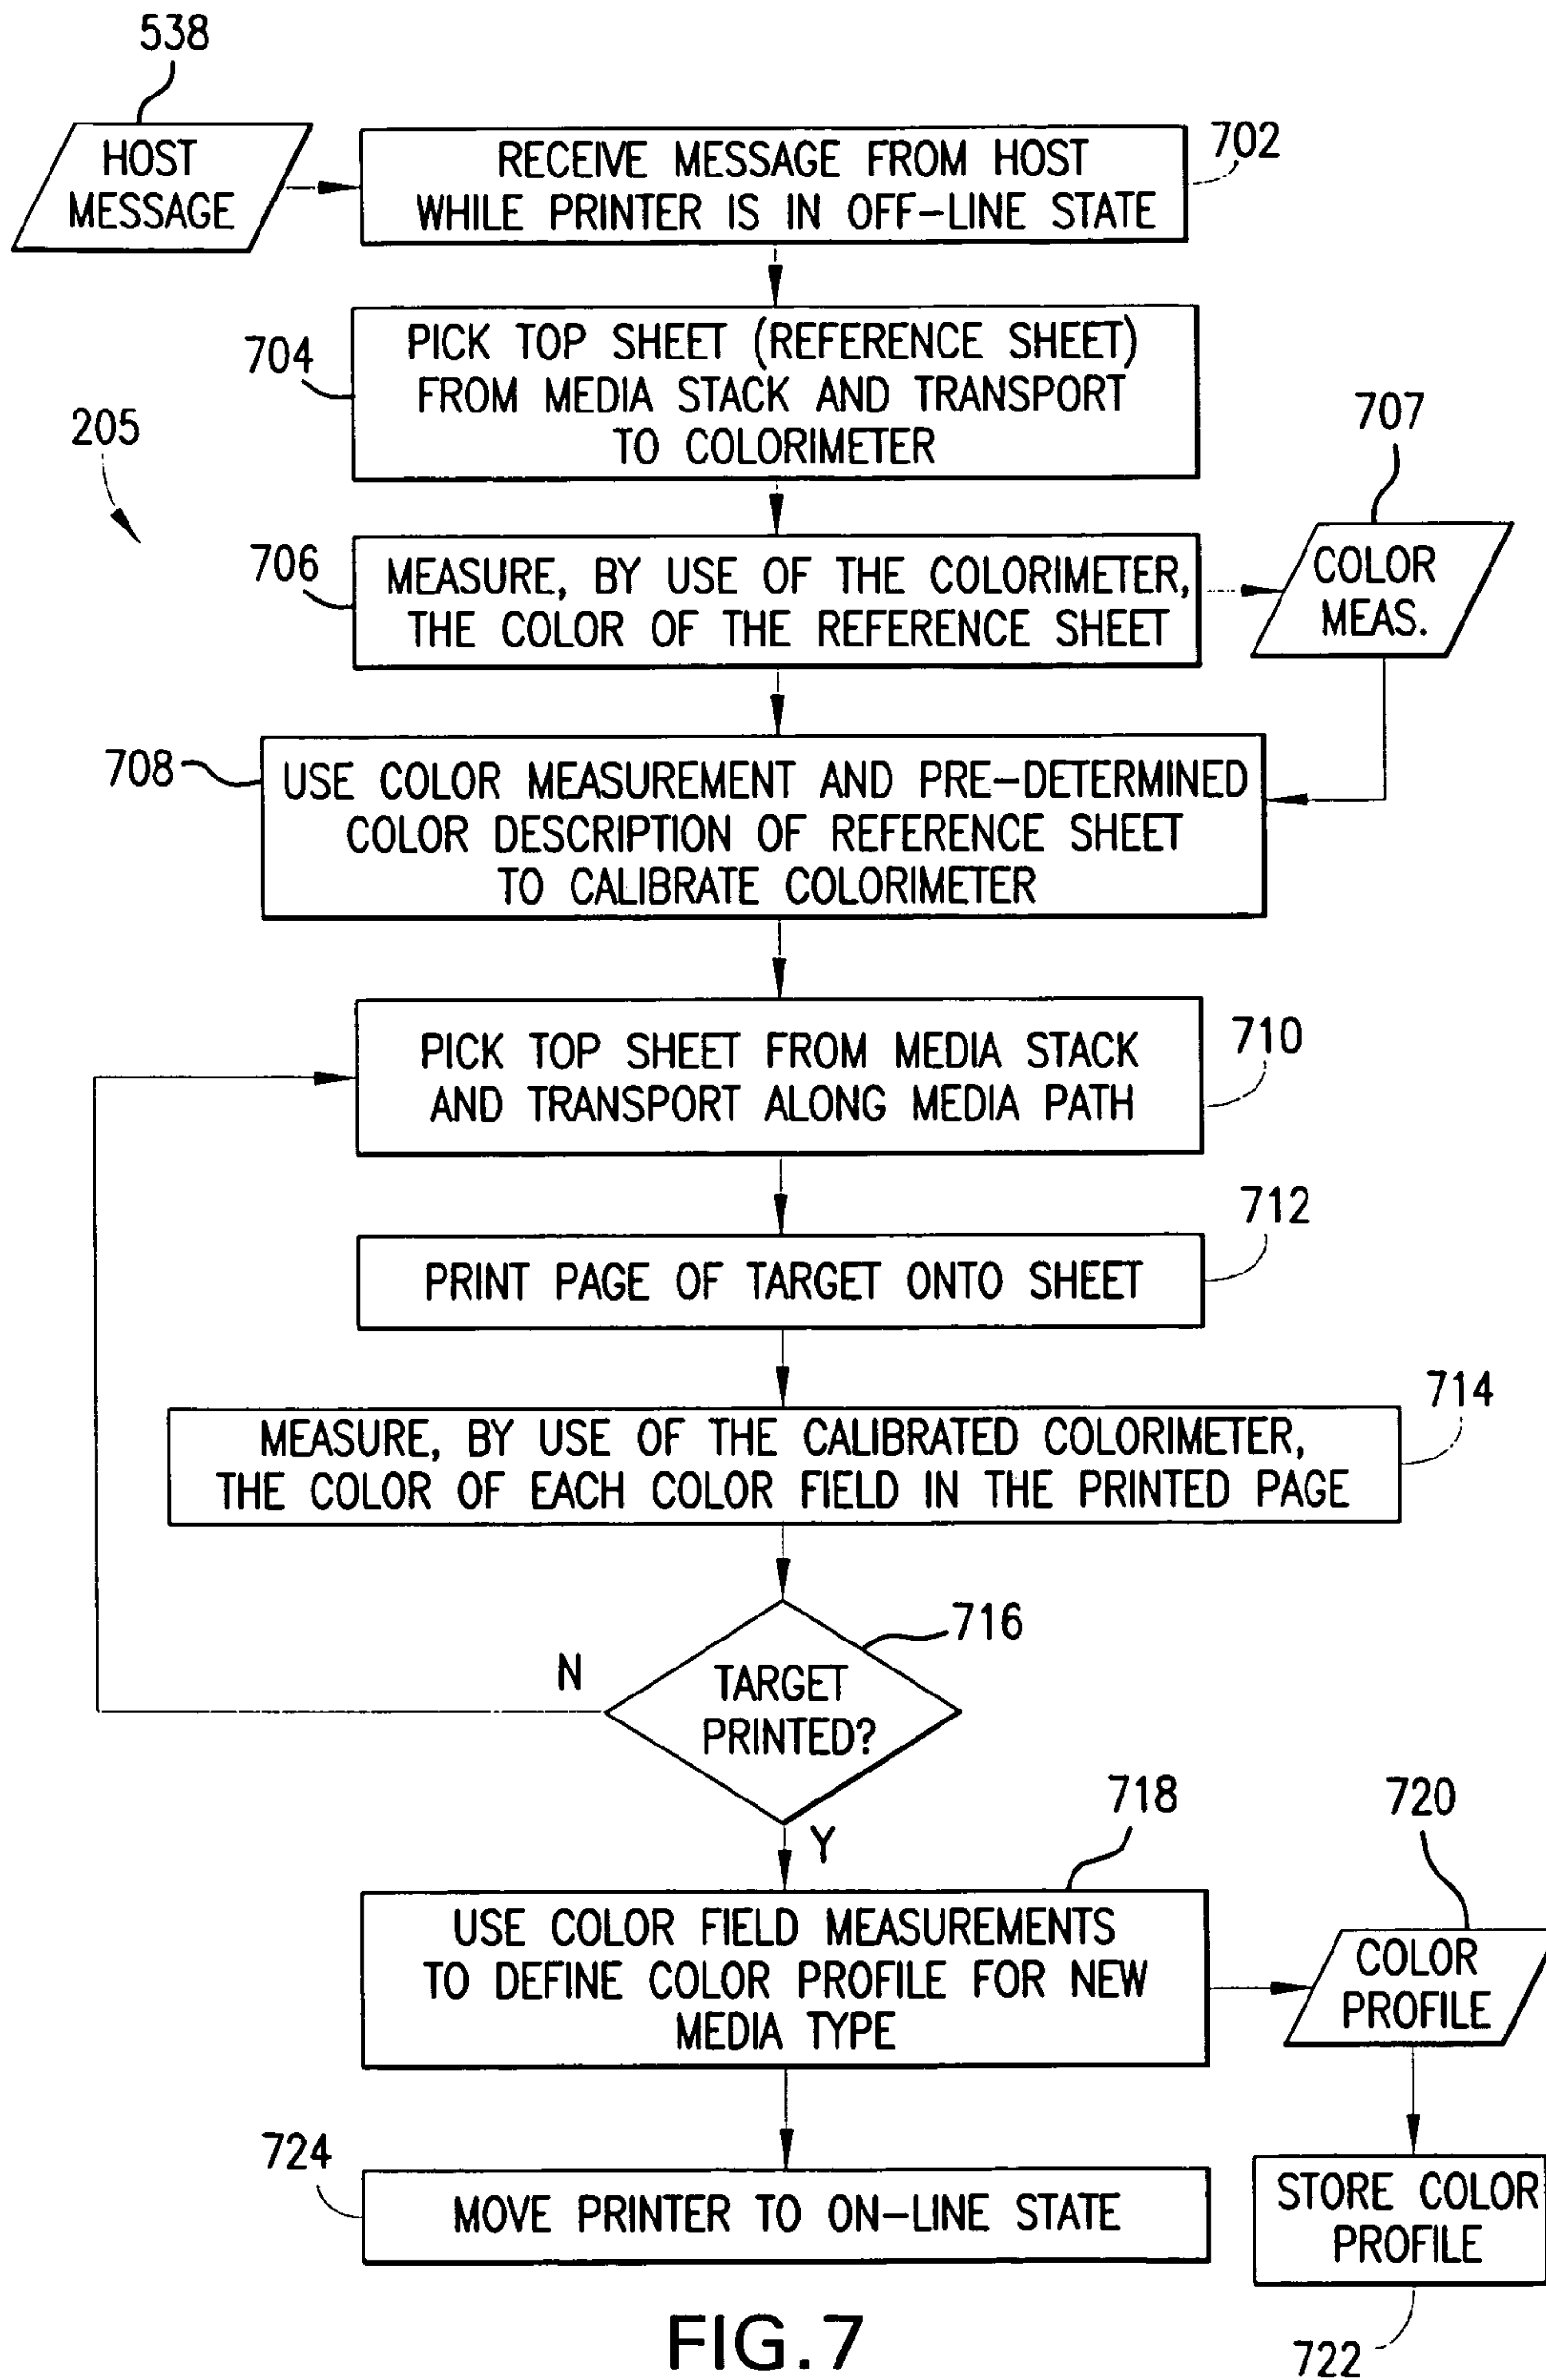 538
HOST
MESSAGE
RECEIVE MESSAGE FROM HOST
WHILE PRINTER IS IN OFF-LINE STATE
702
704
PICK TOP SHEET (REFERENCE SHEET)
FROM MEDIA STACK AND TRANSPORT
TO COLORIMETER
205
707
706
MEASURE, BY USE OF THE COLORIMETER,
THE COLOR OF THE REFERENCE SHEET
COLOR
MEAS.
708
USE COLOR MEASUREMENT AND PRE-DETERMINED
COLOR DESCRIPTION OF REFERENCE SHEET
TO CALIBRATE COLORIMETER
PICK TOP SHEET FROM MEDIA STACK
AND TRANSPORT ALONG MEDIA PATH
710
712
PRINT PAGE OF TARGET ONTO SHEET
714
MEASURE, BY USE OF THE CALIBRATED COLORIMETER,
THE COLOR OF EACH COLOR FIELD IN THE PRINTED PAGE
716
N
TARGET
PRINTED?
Y
718
720
USE COLOR FIELD MEASUREMENTS
TO DEFINE COLOR PROFILE FOR NEW
MEDIA TYPE
COLOR
PROFILE
724
MOVE PRINTER TO ON-LINE STATE
STORE COLOR
PROFILE
722
FIG.7